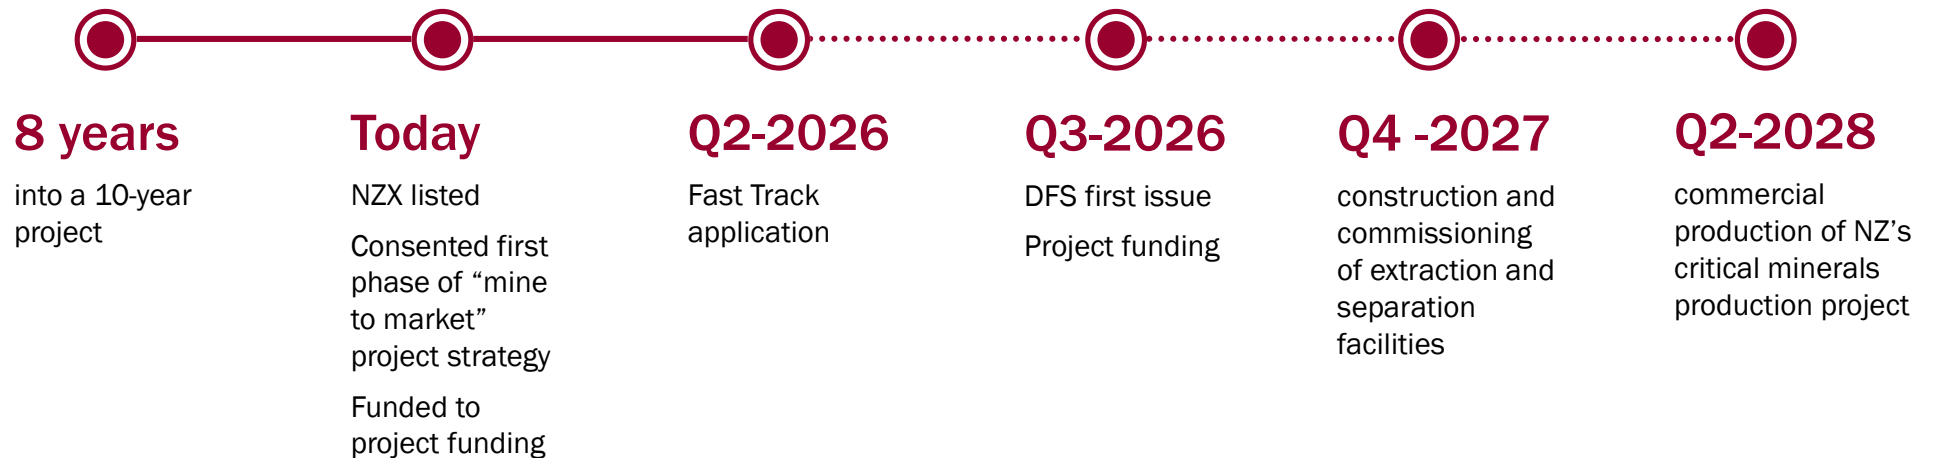 8 years
into a 10-year
project
Today
NZX listed
Consented first
phase of “mine
to market”
project strategy
Funded to
project funding
Q2-2026
Fast Track
application
Q3-2026
DFS first issue
Project funding
Q4 -2027
construction and
commissioning
of extraction and
separation
facilities
Q2-2028
commercial
production of NZ’s
critical minerals
production project